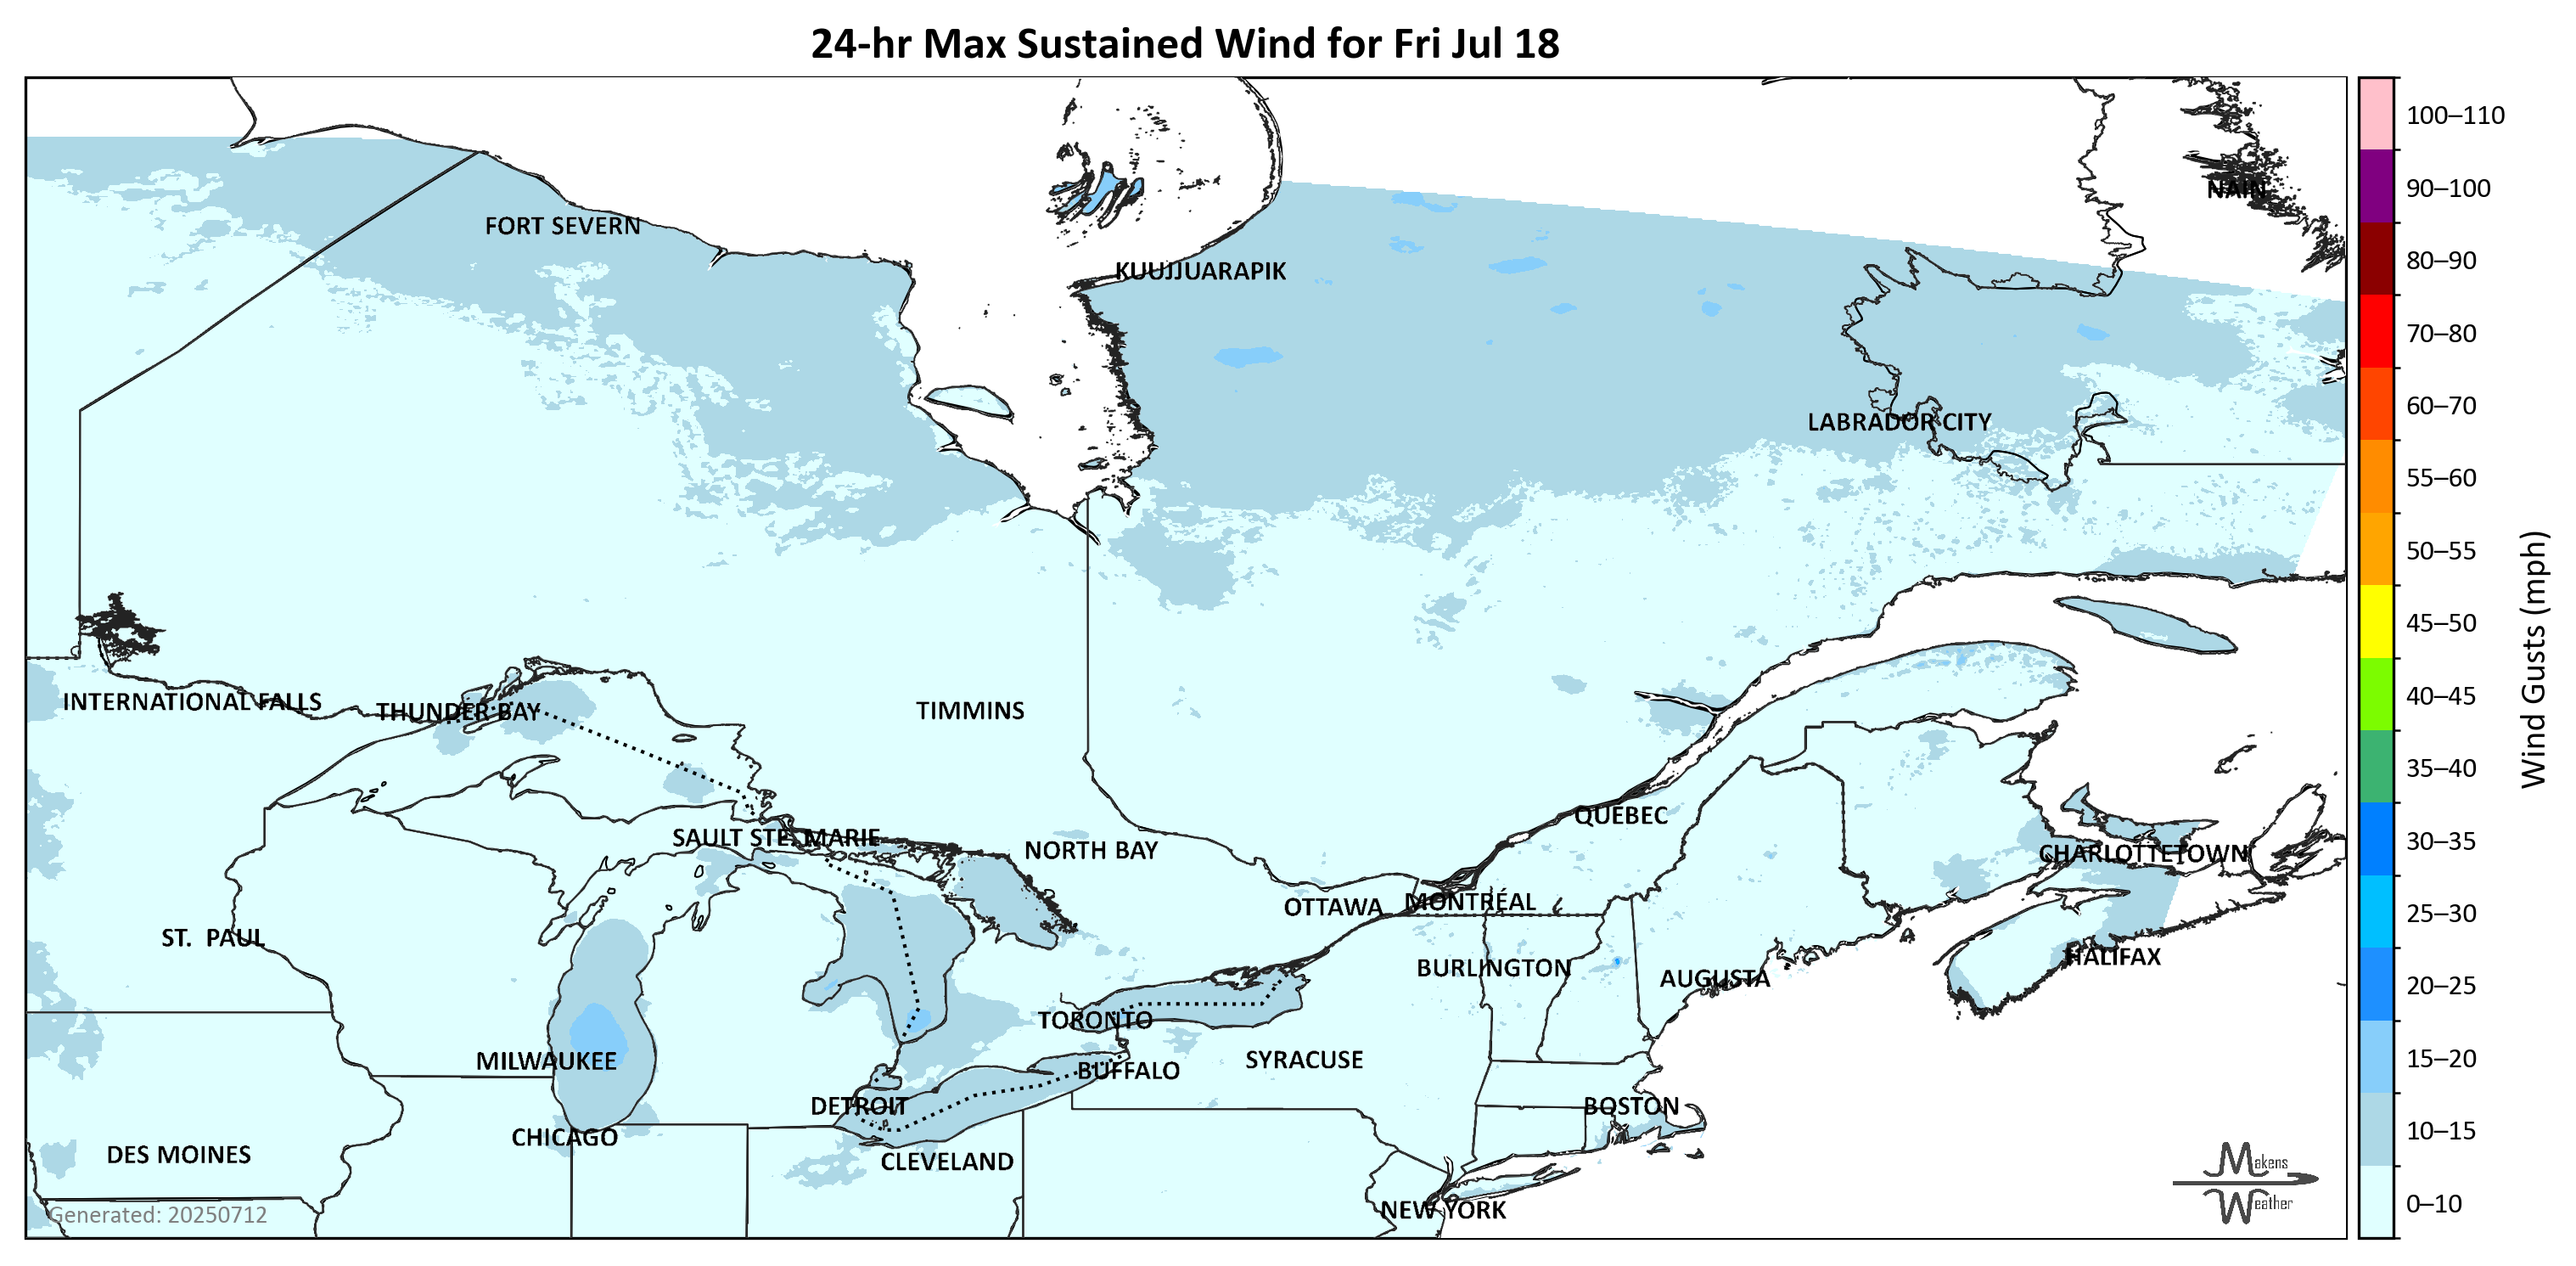 24-hr Max Sustained Wind for Fri Jul 18
100–110
90–100
NAIN
FORT SEVERN
80–90
KUUJJUARAPIK
70–80
60–70
LABRADOR CITY
55–60
50–55
45–50
Wind Gusts (mph)
40–45
INTERNATIONAL FALLS
THUNDER BAY
TIMMINS
35–40
QUÉBEC
30–35
SAULT STE. MARIE
NORTH BAY
CHARLOTTETOWN
OTTAWA
MONTRÉAL
25–30
ST. PAUL
HALIFAX
BURLINGTON
AUGUSTA
20–25
TORONTO
MILWAUKEE
SYRACUSE
15–20
BUFFALO
DETROIT
BOSTON
CHICAGO
10–15
DES MOINES
CLEVELAND
Makens
Weather
NEW YORK
0–10
Generated: 20250712